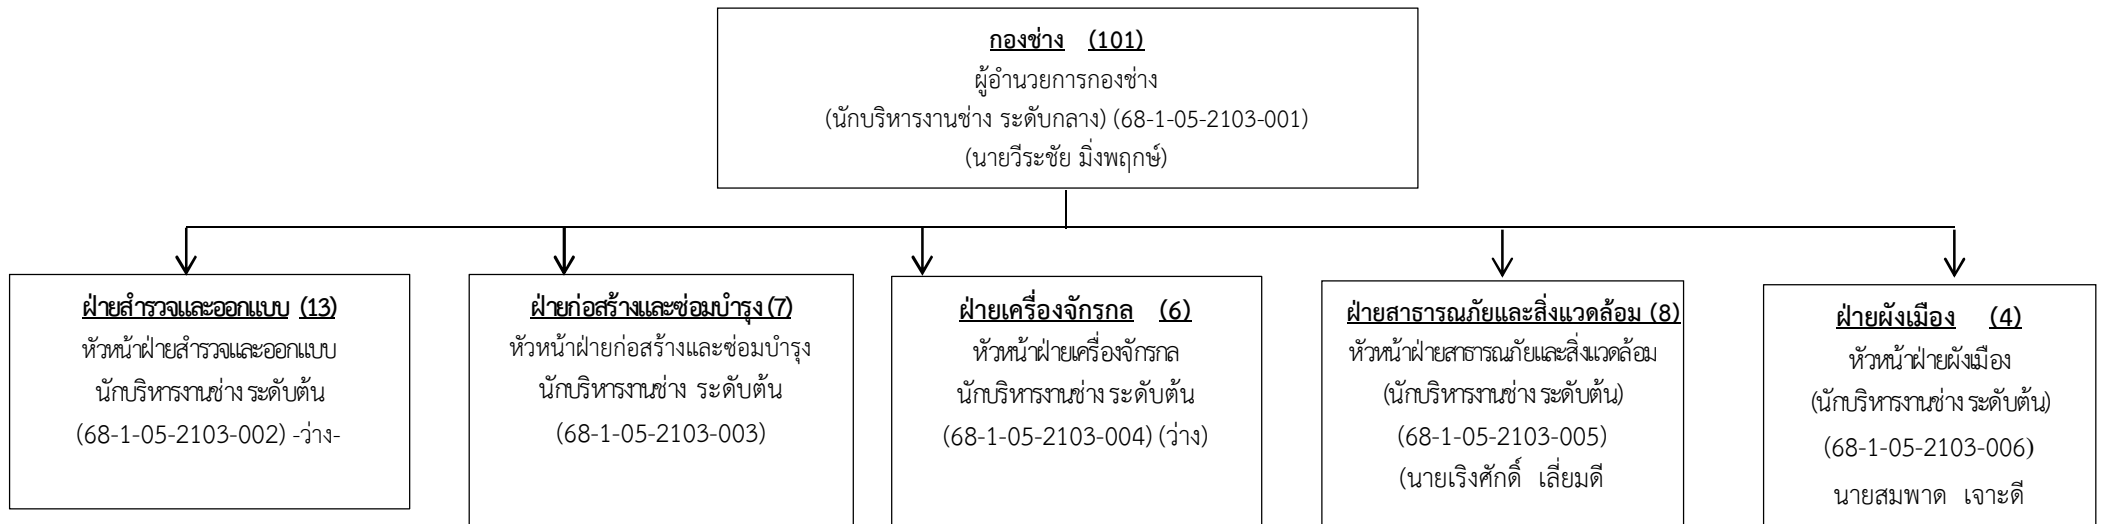 กองช่าง (101)
ผู้อำนวยการกองช่าง
(นักบริหารงานช่าง ระดับกลาง) (68-1-05-2103-001)
(นายวีระชัย มิ่งพฤกษ์)
ฝ่ายสำรวจและออกแบบ (13)
หัวหน้าฝ่ายสำรวจและออกแบบ
นักบริหารงานช่าง ระดับต้น
(68-1-05-2103-002) -ว่าง-
ฝ่ายก่อสร้างและซ่อมบำรุง (7)
หัวหน้าฝ่ายก่อสร้างและซ่อมบำรุง
นักบริหารงานช่าง ระดับต้น
(68-1-05-2103-003)
ฝ่ายเครื่องจักรกล (6)
หัวหน้าฝ่ายเครื่องจักรกล
นักบริหารงานช่าง ระดับต้น
(68-1-05-2103-004) (ว่าง)
ฝ่ายสาธารณภัยและสิ่งแวดล้อม (8)
หัวหน้าฝ่ายสาธารณภัยและสิ่งแวดล้อม
(นักบริหารงานช่าง ระดับต้น)
(68-1-05-2103-005)
(นายเริงศักดิ์ เลี่ยมดี
ฝ่ายผังเมือง (4)
หัวหน้าฝ่ายผังเมือง
(นักบริหารงานช่าง ระดับต้น)
(68-1-05-2103-006)
นายสมพาด เจาะดี